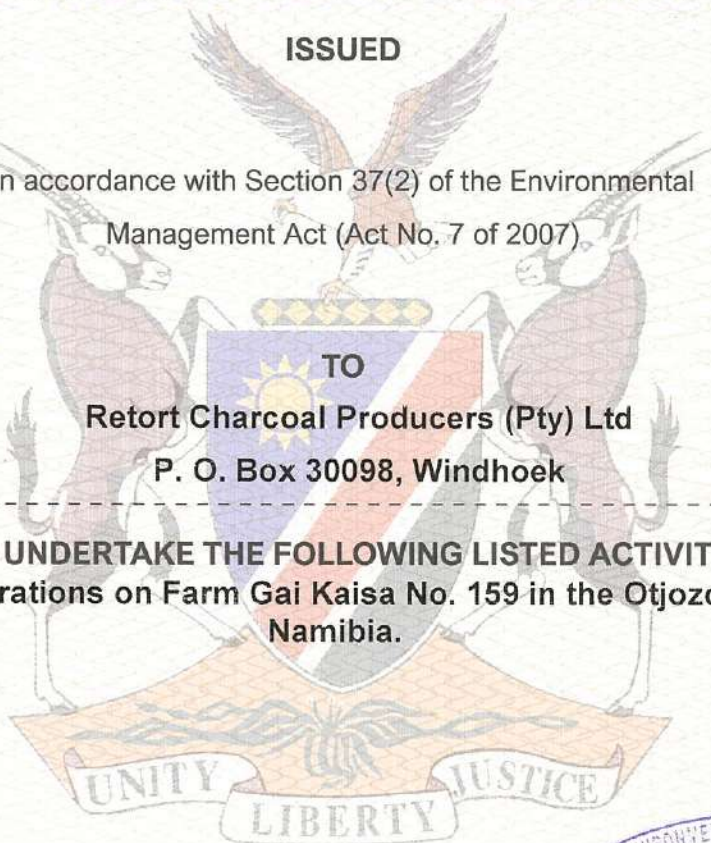 ISSUED
n accordance with Section 37(2) of the Environmental
Management Act (Act No. 7 of 2007)
TO
Retort Charcoal Producers (Pty) Ltd
P. O. Box 30098, Windhoek
UNDERTAKE THE FOLLOWING LISTED ACTIVIT
rations on Farm Gai Kaisa No. 159 in the Otjozo
Namibia.
UNITY
LIBERTY
JUSTICE